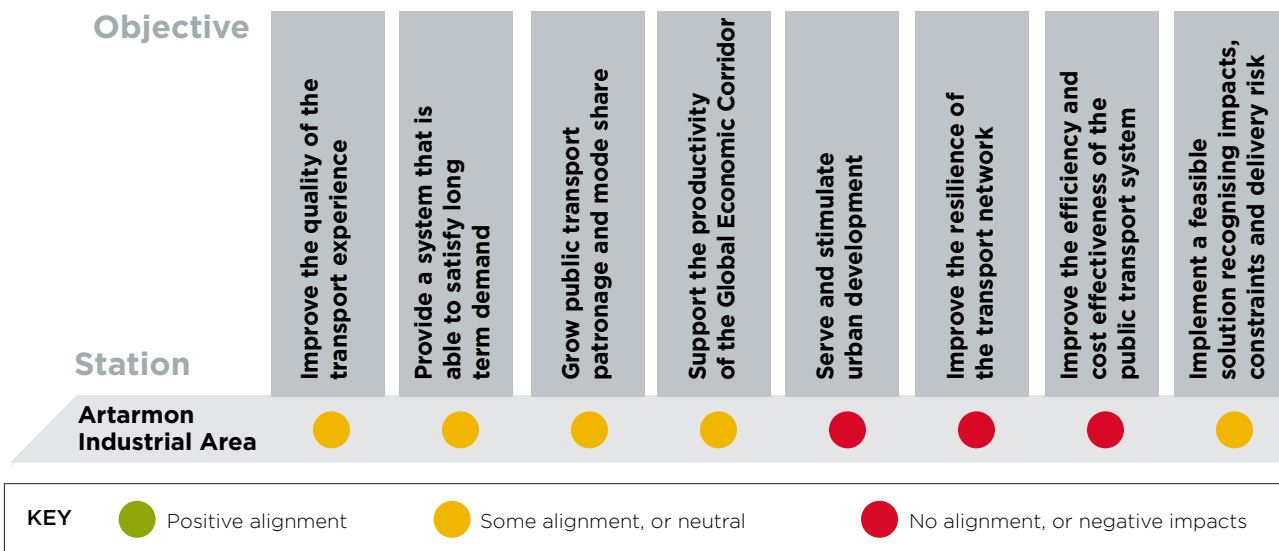 Objective
Improve the quality of the
transport experience
Provide a system that is
able to satisfy long
term demand
Grow public transport
patronage and mode share
Support the productivity
of the Global Economic Corridor
Serve and stimulate
urban development
Improve the resilience of
the transport network
Improve the efficiency and
cost effectiveness of the
public transport system
Implement a feasible
solution recognising impacts,
constraints and delivery risk
Station
Artarmon
Industrial Area
KEY
Positive alignment
Some alignment, or neutral
No alignment, or negative impacts